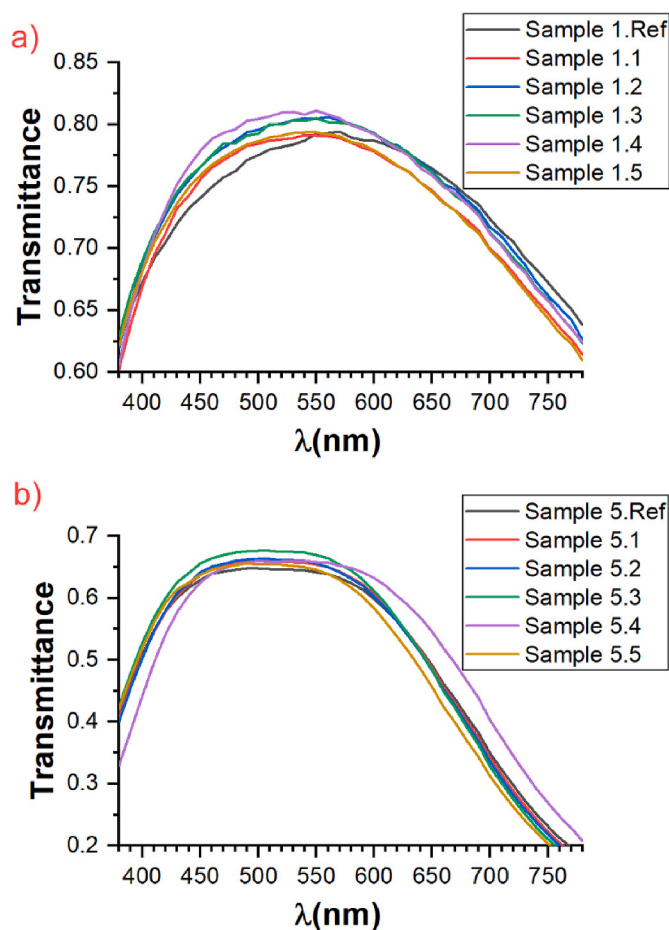 a)
Sample 1.Ref
Sample 1.1
Sample 1.2
Sample 1.3
Sample 1.4
Sample 1.5
0.85
0.80
0.75
0.70
0.65
0.60
Transmittance
400 450 500 550 600 650 700 750
λ(nm)
b)
Sample 5.Ref
Sample 5.1
Sample 5.2
Sample 5.3
Sample 5.4
Sample 5.5
0.7
0.6
0.5
0.4
0.3
0.2
Transmittance
400 450 500 550 600 650 700 750
λ(nm)